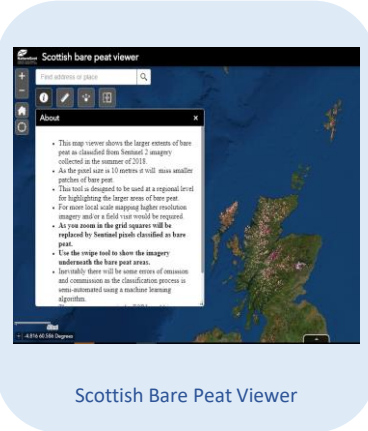 Scottish bare peat viewer
Find address or place
About
This map viewer shows the larger extents of bare
peat as classified from Sentinel 2 imagery
collected in the summer of 2018.
As the pixel size is 10 metres it will miss smaller
patches of bare peat.
This tool is designed to be used at a regional level
for highlighting the larger areas of bare peat.
For more local scale mapping higher resolution
imagery and/or a field visit would be required.
As you zoom in the grid squares will be
replaced by Sentinel pixels classified as bare
peat.
Use the swipe tool to show the imagery
underneath the bare peat areas.
Inevitably there will be some errors of omission
and commission as the classification process is
semi-automated using a machine learning
algorithm.
Degrees
Scottish Bare Peat Viewer